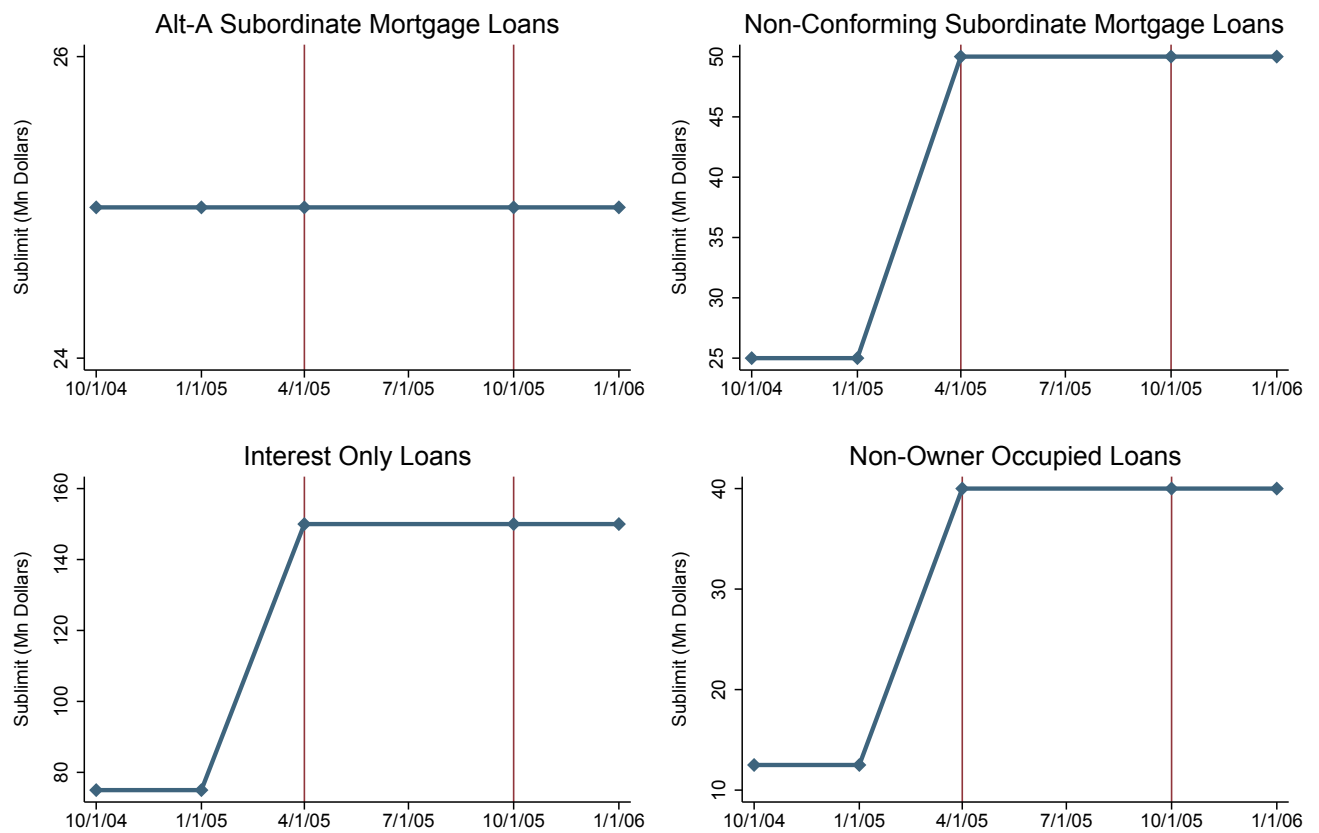 Alt-A Subordinate Mortgage Loans
Sublimit (Mn Dollars)
26
24
10/1/04 1/1/05 4/1/05 7/1/05 10/1/05 1/1/06
Non-Conforming Subordinate Mortgage Loans
Sublimit (Mn Dollars)
50
45
40
35
30
25
10/1/04 1/1/05 4/1/05 7/1/05 10/1/05 1/1/06
Interest Only Loans
Sublimit (Mn Dollars)
160
140
120
100
80
10/1/04 1/1/05 4/1/05 7/1/05 10/1/05 1/1/06
Non-Owner Occupied Loans
Sublimit (Mn Dollars)
40
30
20
10
10/1/04 1/1/05 4/1/05 7/1/05 10/1/05 1/1/06